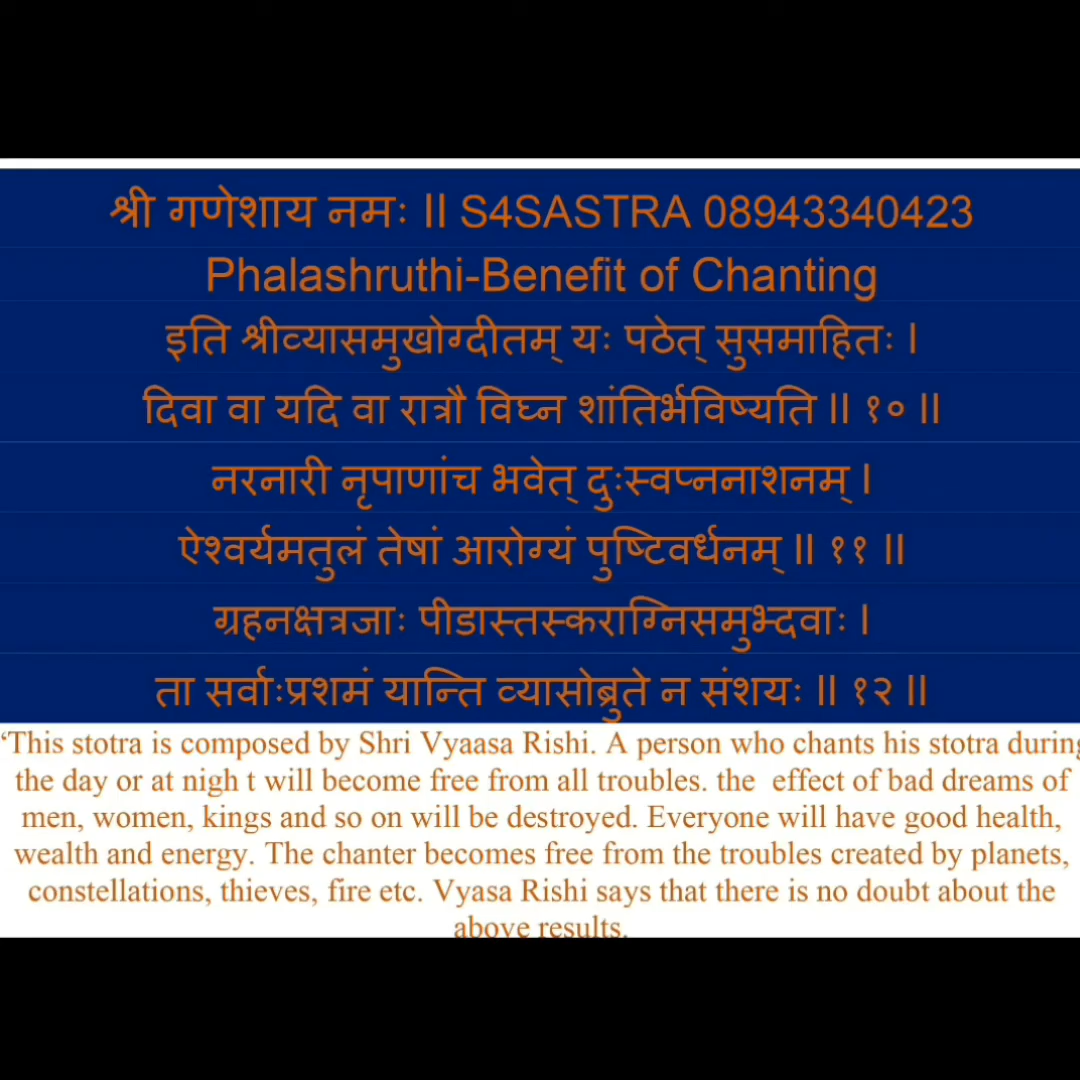 श्री गणेशाय नमः ॥ S4SASTRA 08943340423
Phalashruthi-Benefit of Chanting
इति श्रीव्यासमुखोग्दीतम् यः पठेत् सुसमाहितः ।
दिवा वा यदि वा रात्रौ विघ्न शांतिर्भविष्यति ॥ १० ॥
नरनारी नृपाणांच भवेत् दुःस्वप्ननाशनम् ।
ऐश्वर्यमतुलं तेषां आरोग्यं पुष्टिवर्धनम् ॥ ११ ॥
ग्रहनक्षत्रजाः पीडास्तस्कराग्निसमुभ्दवाः ।
ता सर्वाःप्रशमं यान्ति व्यासोब्रुते न संशयः ॥ १२ ॥
‘This stotra is composed by Shri Vyaasa Rishi. A person who chants his stotra during
the day or at nigh t will become free from all troubles. the effect of bad dreams of
men, women, kings and so on will be destroyed. Everyone will have good health,
wealth and energy. The chanter becomes free from the troubles created by planets,
constellations, thieves, fire etc. Vyasa Rishi says that there is no doubt about the
above results.